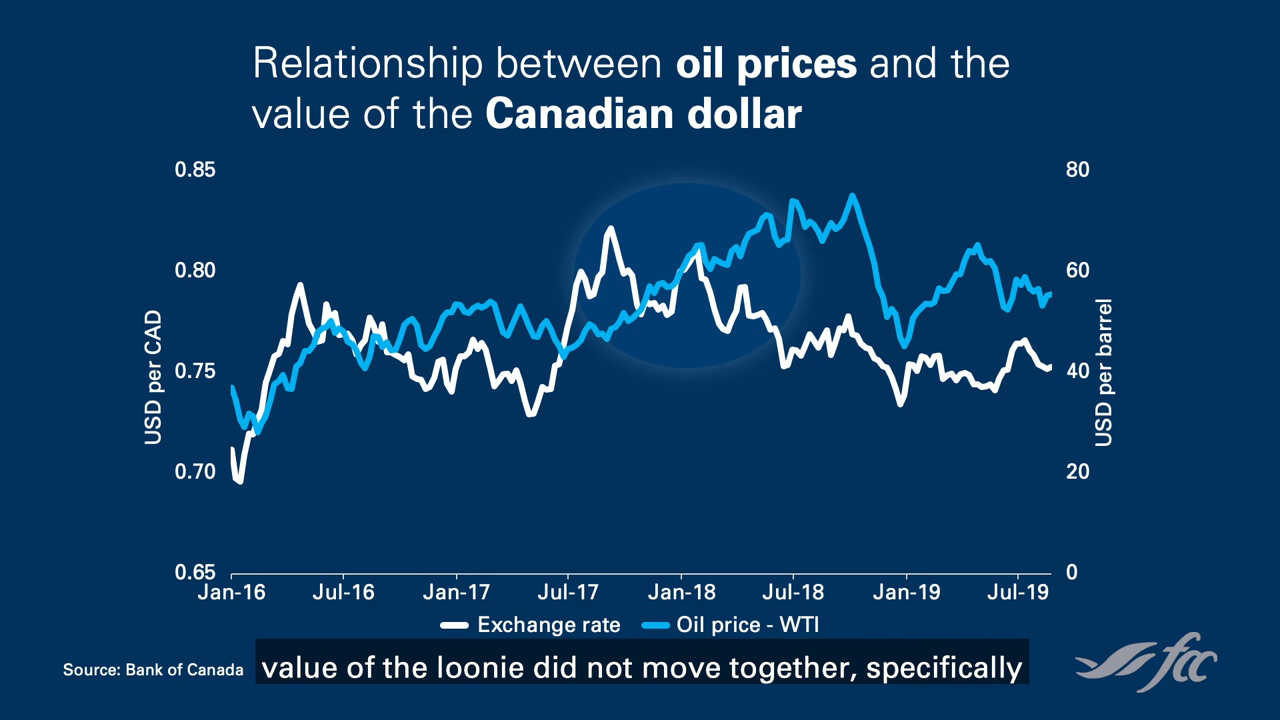 Relationship between oil prices and the
value of the Canadian dollar
0.85
0.80
0.75
0.70
0.65
USD per CAD
80
60
40
20
0
USD per barrel
Jan-16 Jul-16 Jan-17 Jul-17 Jan-18 Jul-18 Jan-19 Jul-19
Exchange rate Oil price - WTI
Source: Bank of Canada
value of the loonie did not move together, specifically
fcc